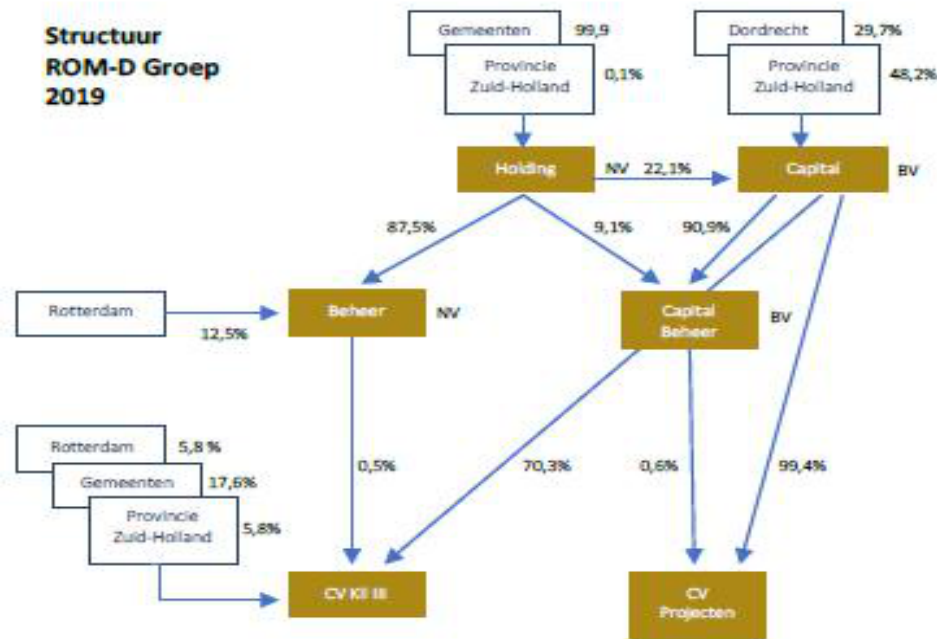 Structuur
ROM-D Groep
2019
Gemeenten 99,9
Provincie
Zuid-Holland 0,1%
Dordrecht 29,7%
Provincie
Zuid-Holland 48,2%
Holding NV 22,1% Capital BV
87,5% 9,1% 90,9%
Rotterdam 12,5%
Beheer NV
Capital
Beheer BV
Rotterdam 5,8 %
Gemeenten 17,6%
Provincie
Zuid-Holland 5,8%
0,5% 70,3% 0,6% 99,4%
CV KII III
CV
Projecten